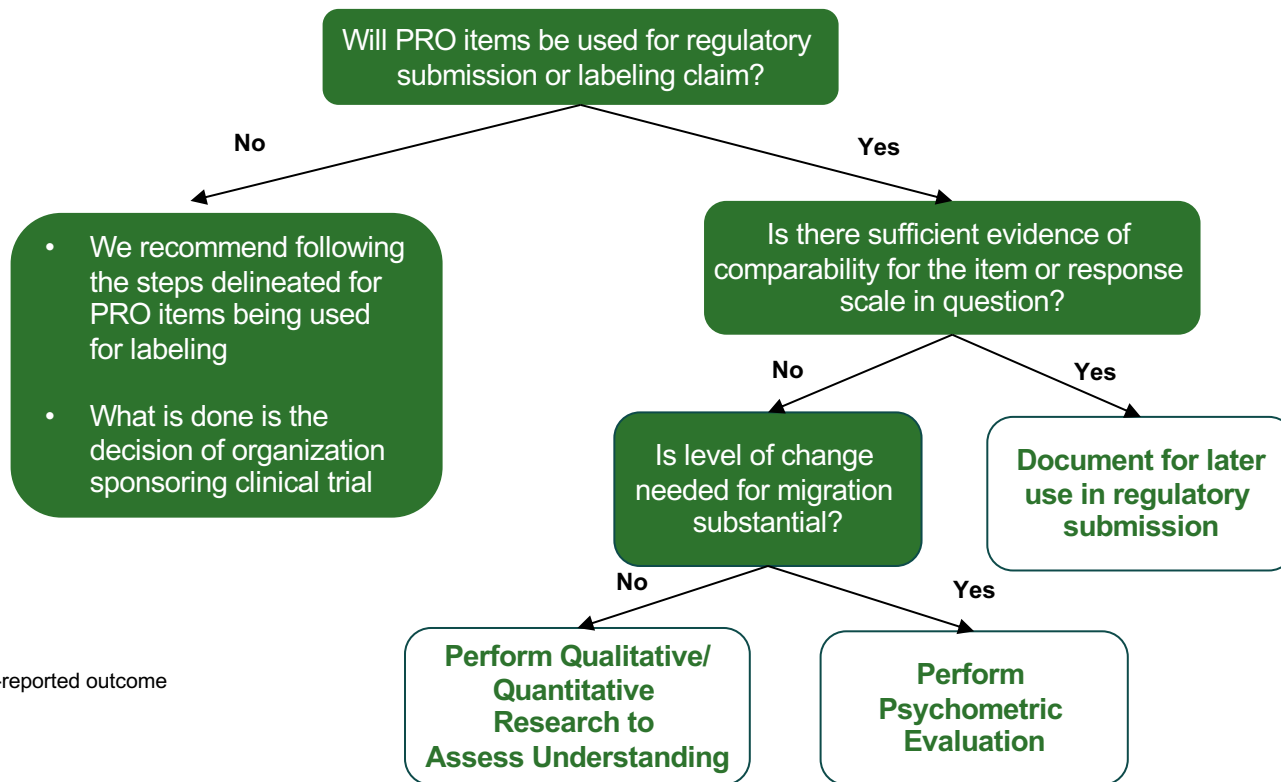 Will PRO items be used for regulatory
submission or labeling claim?
No
Yes
• We recommend following
the steps delineated for
PRO items being used
for labeling
• What is done is the
decision of organization
sponsoring clinical trial
Is there sufficient evidence of
comparability for the item or response
scale in question?
No
Yes
Is level of change
needed for migration
substantial?
Document for later
use in regulatory
submission
No
Yes
Perform Qualitative/
Quantitative
Research to
Assess Understanding
Perform
Psychometric
Evaluation
-reported outcome